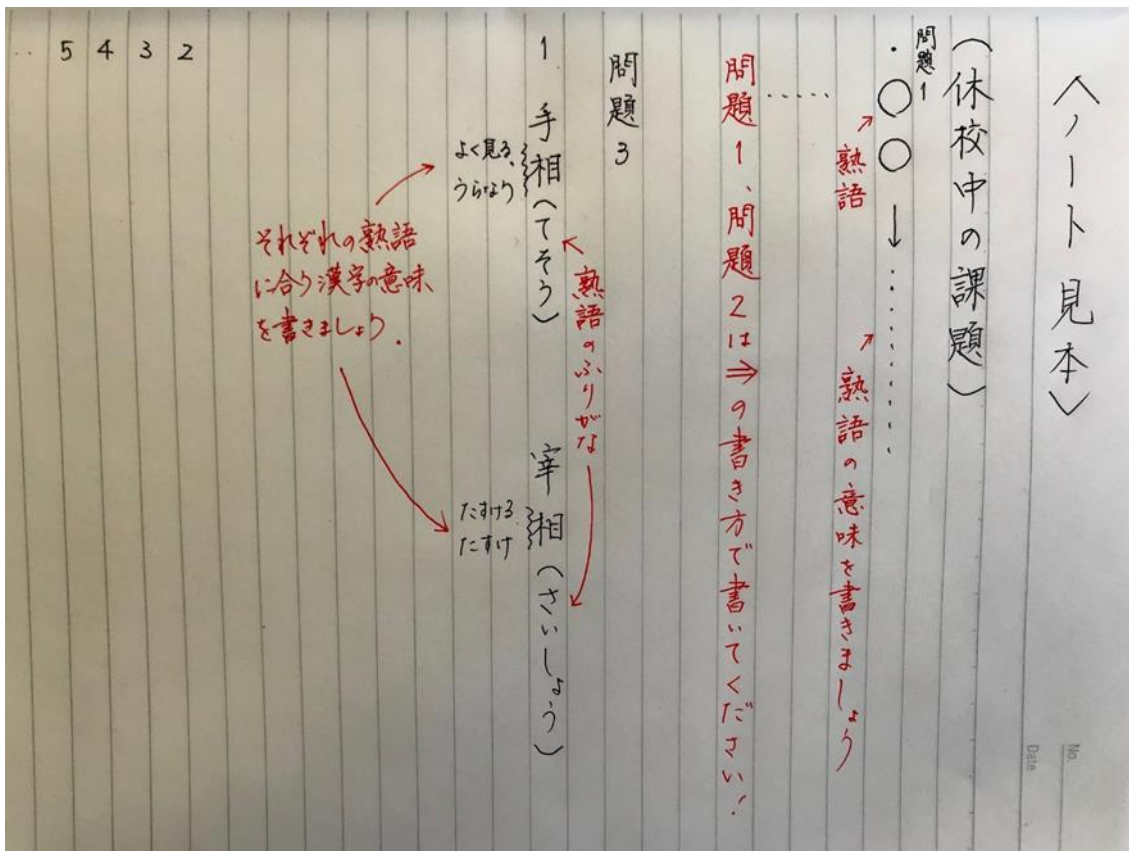 〈ノート見本〉
(休校中の課題)
問題1
・○○→………
熟語
熟語の意味を書きましょう
……
問題1、問題2は⇒の書き方で書いてください!
問題3
1 手相(てそう) 宰相(さいしょう)
熟語のふりがな
よく見る、
うらなう
たすける
たすけ
それぞれの熟語
に合う漢字の意味
を書きましょう.
2
3
4
5
‥
No.
Date